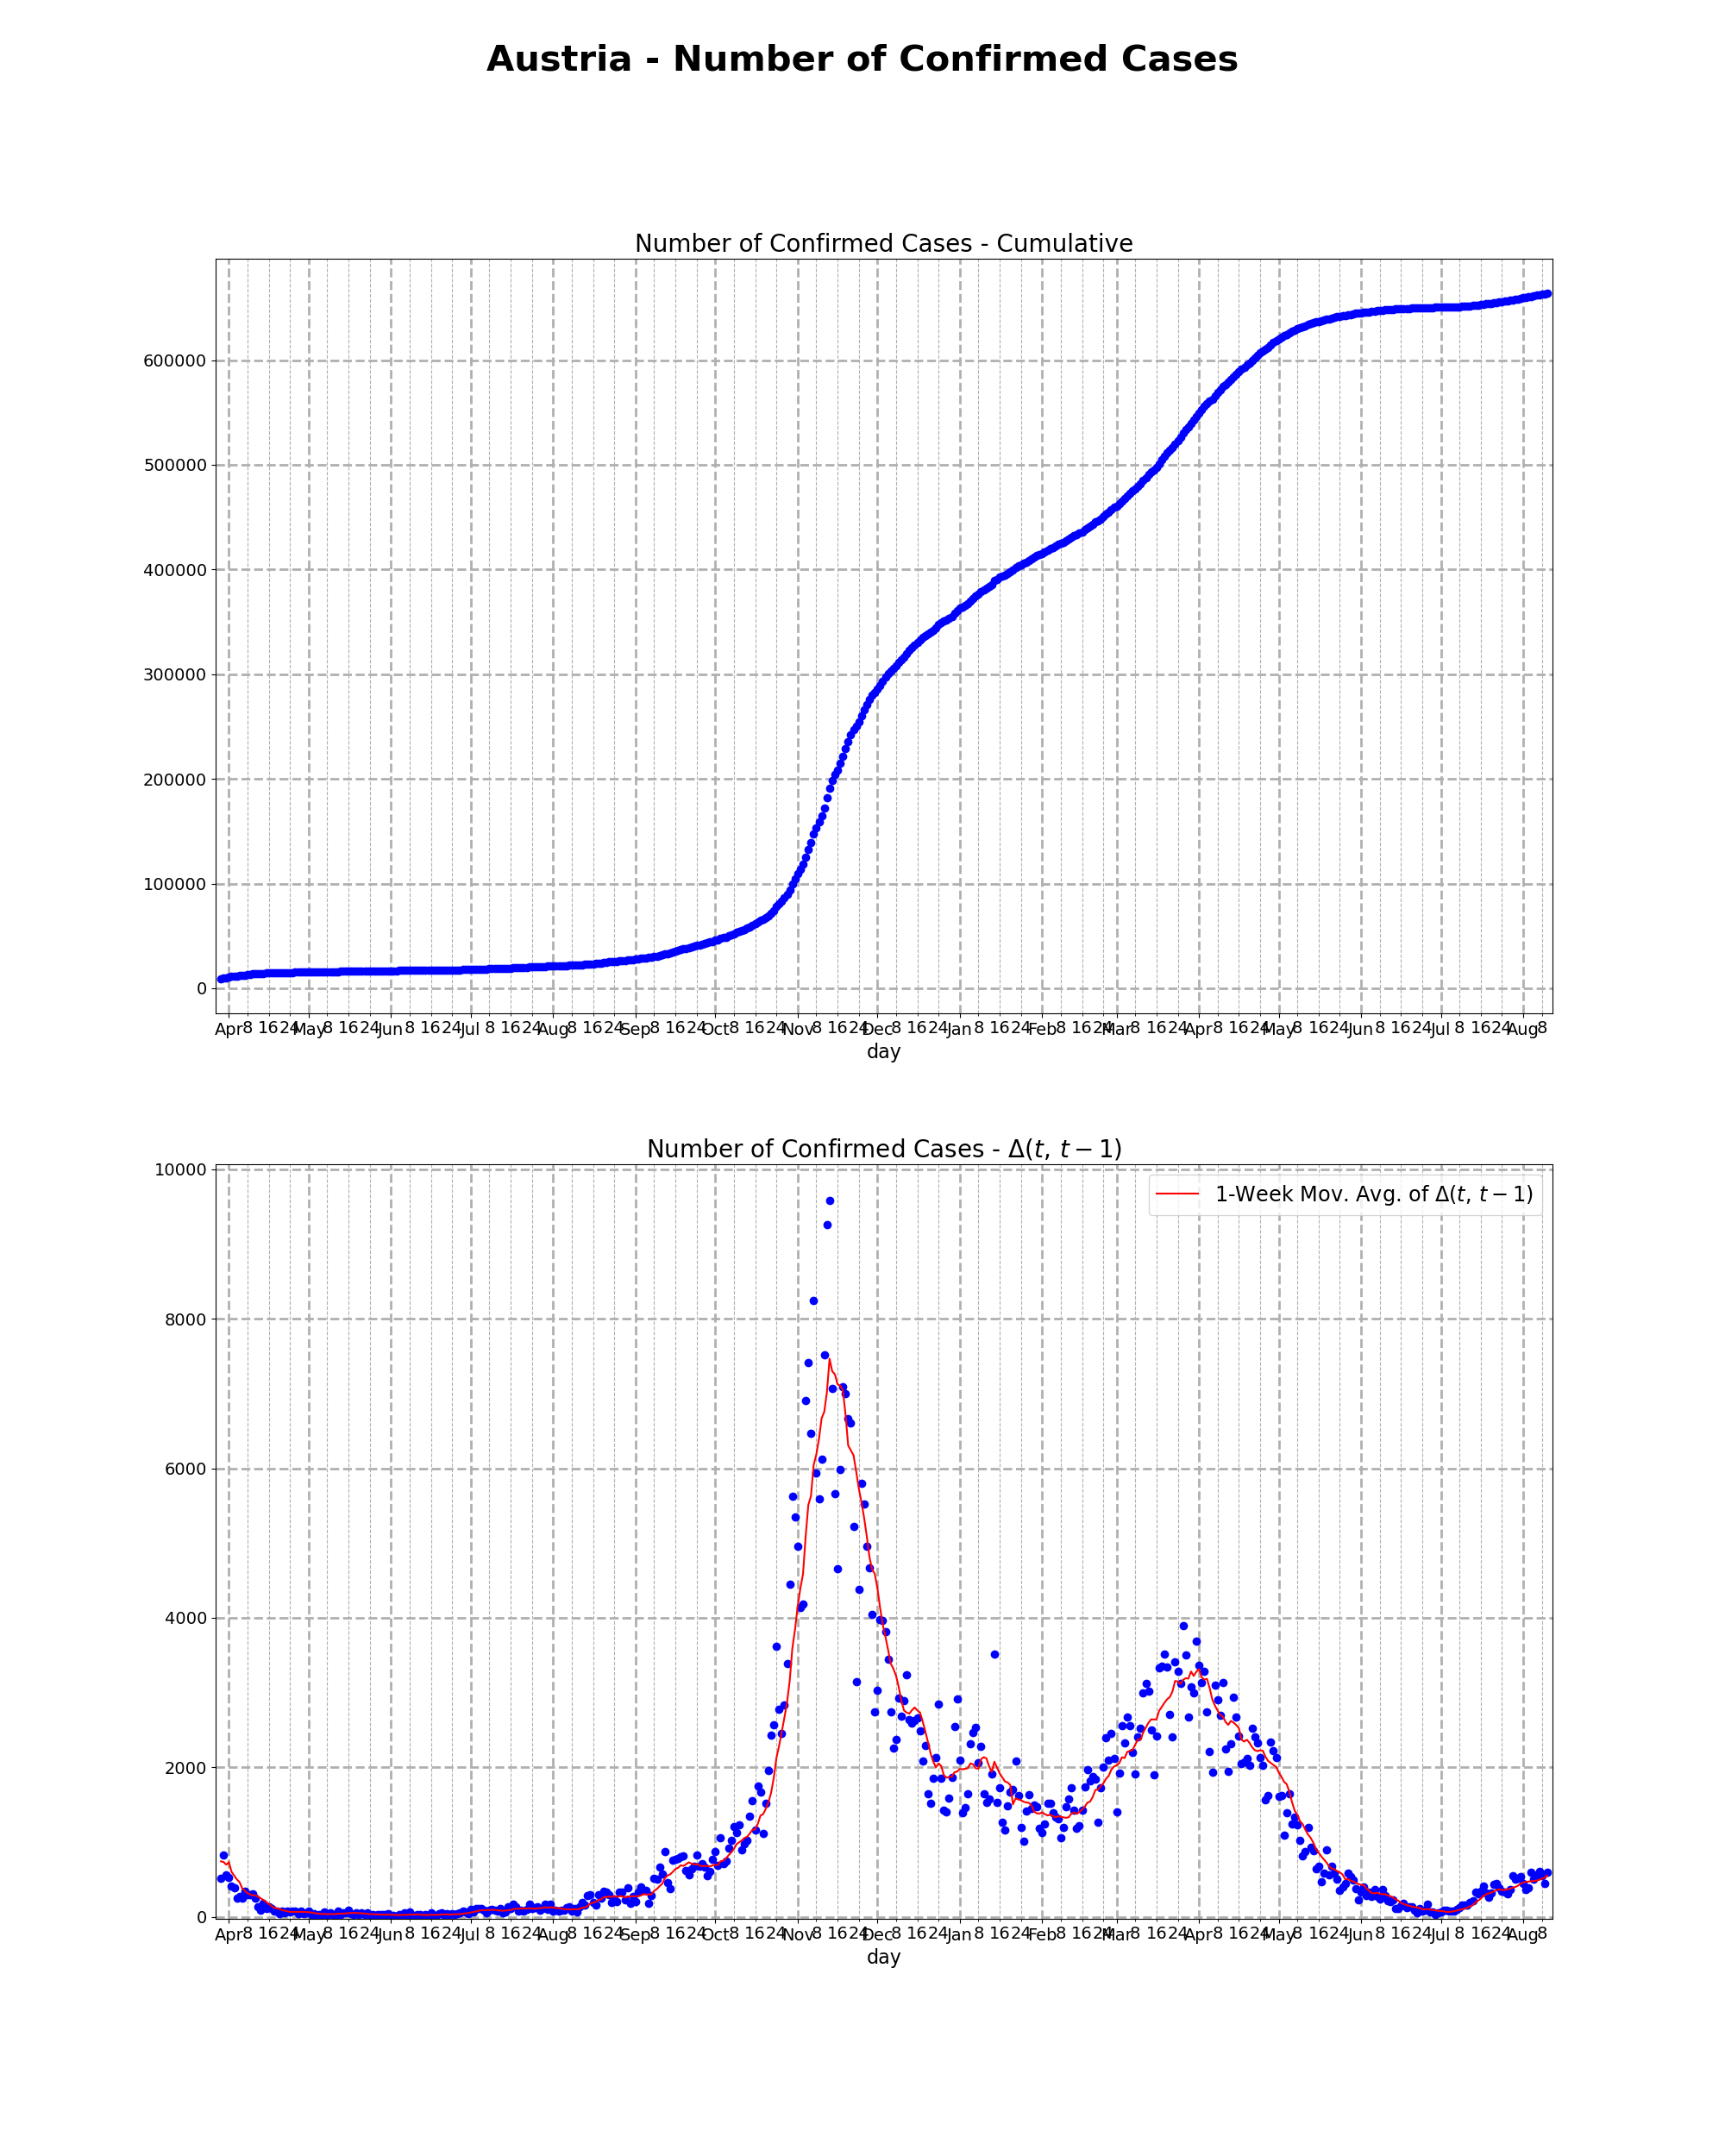 Austria - Number of Confirmed Cases
Number of Confirmed Cases - Cumulative
600000
500000
400000
300000
200000
100000
0
Apr 8 16 24 May 8 16 24 Jun 8 16 24 Jul 8 16 24 Aug 8 16 24 Sep 8 16 24 Oct 8 16 24 Nov 8 16 24 Dec 8 16 24 Jan 8 16 24 Feb 8 16 24 Mar 8 16 24 Apr 8 16 24 May 8 16 24 Jun 8 16 24 Jul 8 16 24 Aug 8
day
Number of Confirmed Cases - Δ(t, t − 1)
10000
1-Week Mov. Avg. of Δ(t, t − 1)
8000
6000
4000
2000
0
Apr 8 16 24 May 8 16 24 Jun 8 16 24 Jul 8 16 24 Aug 8 16 24 Sep 8 16 24 Oct 8 16 24 Nov 8 16 24 Dec 8 16 24 Jan 8 16 24 Feb 8 16 24 Mar 8 16 24 Apr 8 16 24 May 8 16 24 Jun 8 16 24 Jul 8 16 24 Aug 8
day